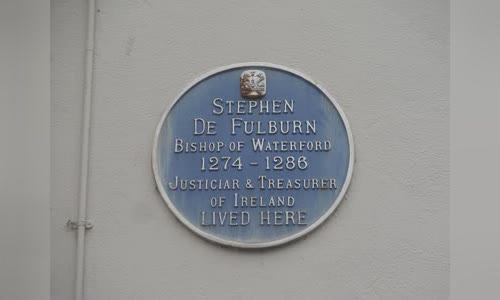 STEPHEN
DE FULBURN
BISHOP OF WATERFORD
1274 - 1286
JUSTICIAR & TREASURER
OF IRELAND
LIVED HERE